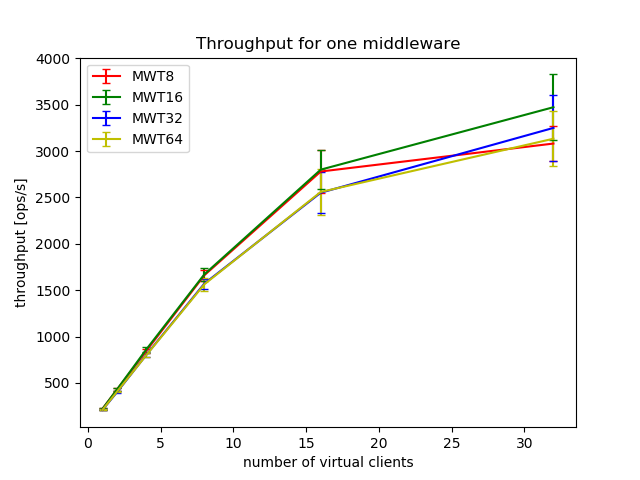 Throughput for one middleware
MWT8
MWT16
MWT32
MWT64
throughput [ops/s]
4000
3500
3000
2500
2000
1500
1000
500
0 5 10 15 20 25 30
number of virtual clients